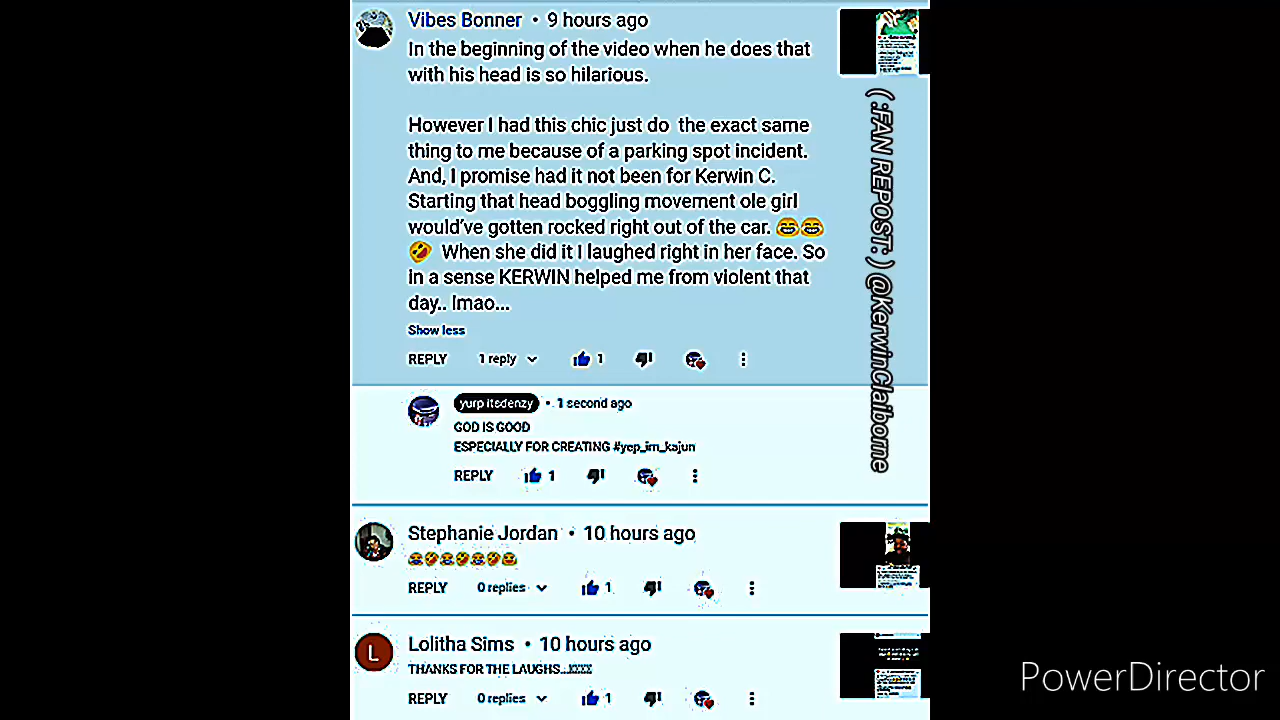 Vibes Bonner • 9 hours ago
In the beginning of the video when he does that
with his head is so hilarious.
However I had this chic just do the exact same
thing to me because of a parking spot incident.
And, I promise had it not been for Kerwin C.
Starting that head boggling movement ole girl
would've gotten rocked right out of the car. 😂😂
🤣 When she did it I laughed right in her face. So
in a sense KERWIN helped me from violent that
day.. lmao...
Show less
REPLY 1 reply 1
yurp itsdenzy • 1 second ago
GOD IS GOOD
ESPECIALLY FOR CREATING #yep_im_kajun
REPLY 1
Stephanie Jordan • 10 hours ago
REPLY 0 replies 1
L
Lolitha Sims • 10 hours ago
THANKS FOR THE LAUGHS...
REPLY 0 replies 1
( :FAN REPOST: ) @KerwinClaiborne
PowerDirector